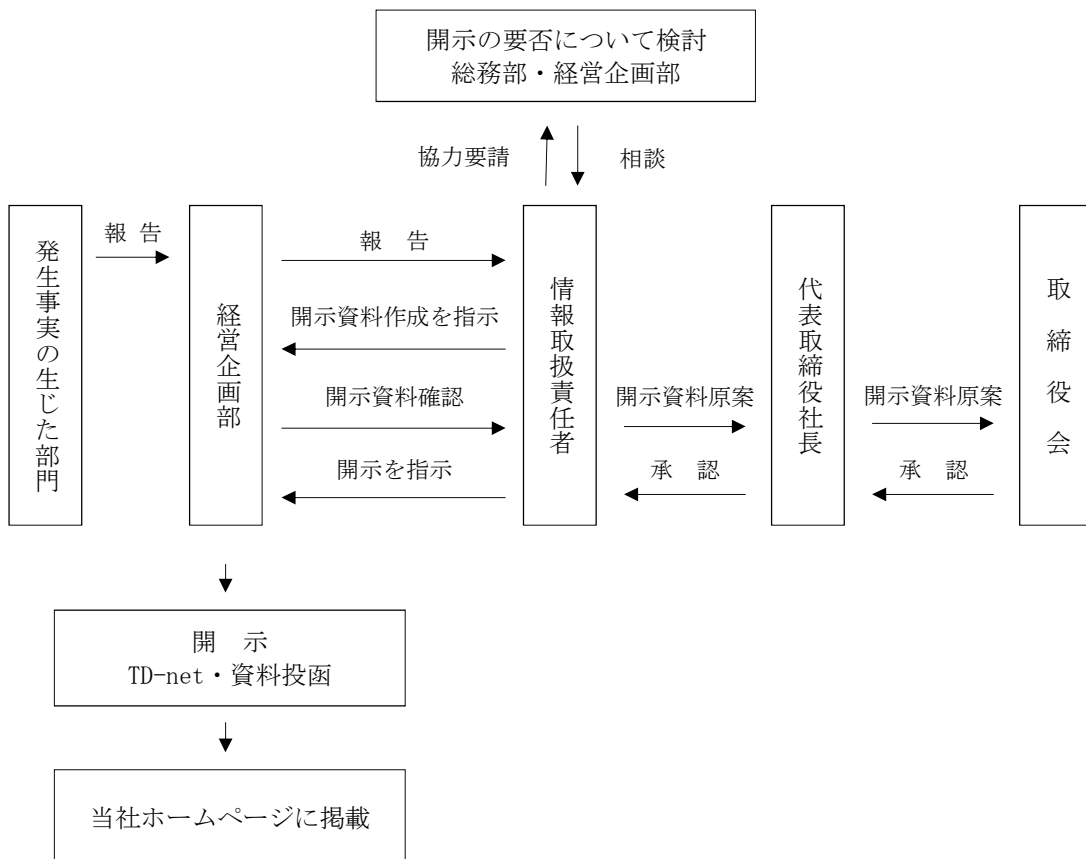 開示の要否について検討
総務部・経営企画部
協力要請
相談
発生事実の生じた部門
報 告
経営企画部
報　告
開示資料作成を指示
開示資料確認
開示を指示
情報取扱責任者
開示資料原案
承　認
代表取締役社長
開示資料原案
承　認
取締役会
開　示
TD-net・資料投函
当社ホームページに掲載